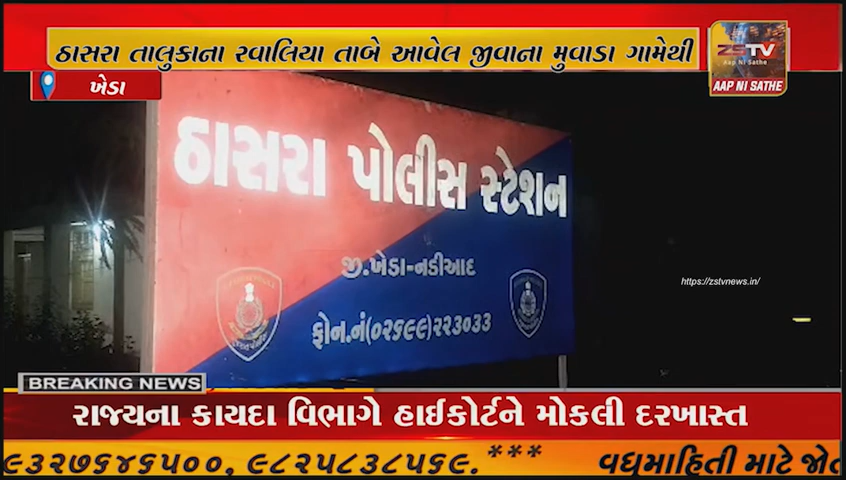 ઠાસરા તાલુકાના રવાલિયા તાબે આવેલ જીવાના મુવાડા ગામેથી
ZSTV
Aap Ni Sathe
AAP NI SATHE
ખેડા
ઠાસરા પોલીસ સ્ટેશન
જી.ખેડા-નડીઆદ
ફોન.નં(૦૨૬૯૯)૨૨૩૦૩૩
https://zstvnews.in/
BREAKING NEWS
રાજ્યના કાયદા વિભાગે હાઈકોર્ટને મોકલી દરખાસ્ત
૯૩૨૭૬૪૬૫૦૦, ૯૮૨૫૮૩૮૫૬૯. *** વધુમાહિતી માટે જોત